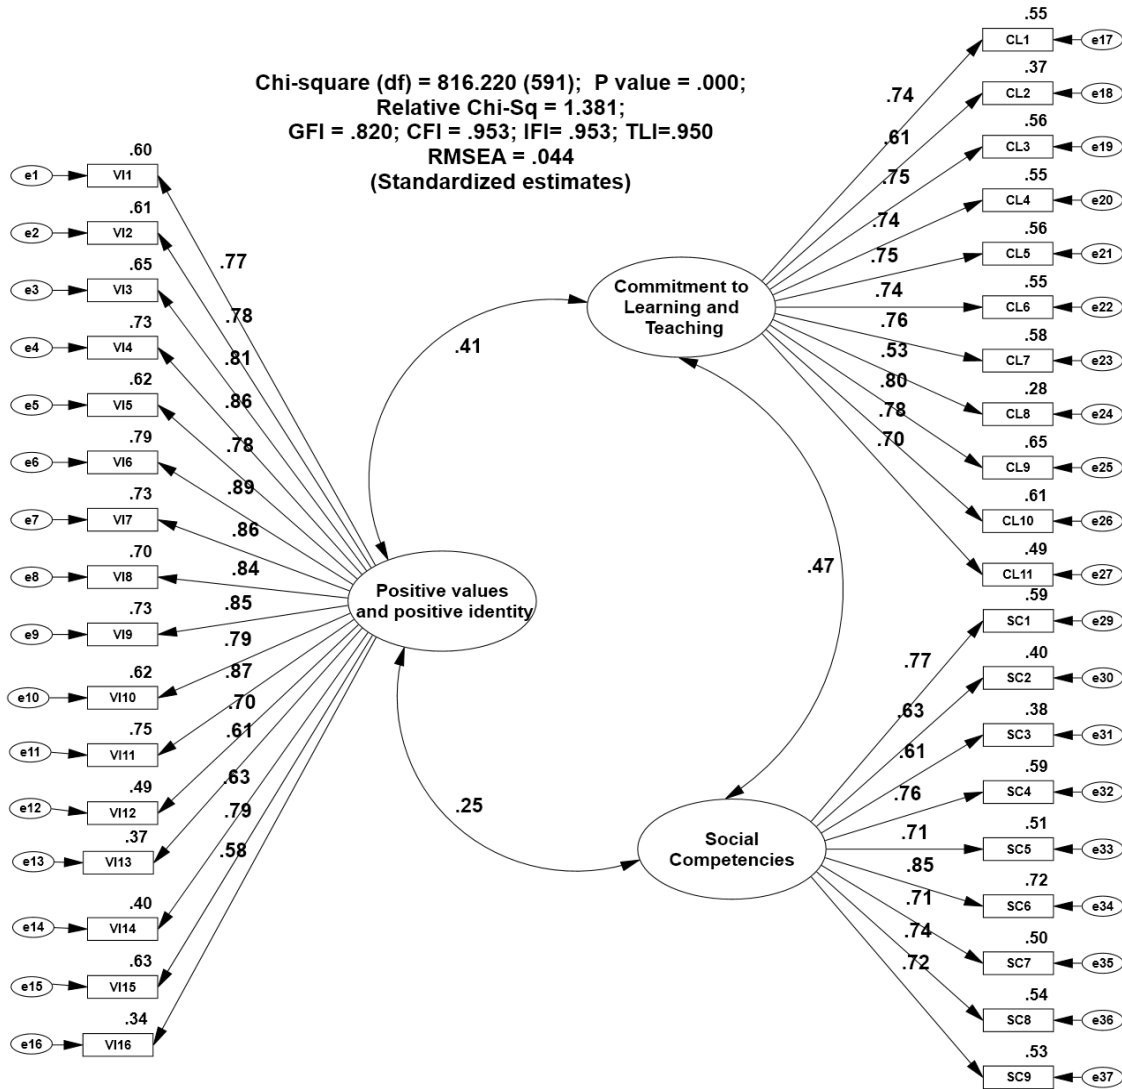 Chi-square (df) = 816.220 (591); P value = .000;
Relative Chi-Sq = 1.381;
GFI = .820; CFI = .953; IFI= .953; TLI=.950
RMSEA = .044
(Standardized estimates)
.60
e1 VI1
.61
e2 VI2
.65
e3 VI3
.73
e4 VI4
.62
e5 VI5
.79
e6 VI6
.73
e7 VI7
.70
e8 VI8
.73
e9 VI9
.62
e10 VI10
.75
e11 VI11
.49
e12 VI12
.37
e13 VI13
.40
e14 VI14
.63
e15 VI15
.34
e16 VI16
.77
.78
.81
.86
.78
.89
.86
.84
.85
.79
.87
.70
.61
.63
.79
.58
Positive values
and positive identity
.41
.25
.47
Commitment to
Learning and
Teaching
.74
.61
.75
.74
.75
.74
.76
.53
.80
.78
.70
.55
CL1 e17
.37
CL2 e18
.56
CL3 e19
.55
CL4 e20
.56
CL5 e21
.55
CL6 e22
.58
CL7 e23
.28
CL8 e24
.65
CL9 e25
.61
CL10 e26
.49
CL11 e27
Social
Competencies
.77
.63
.61
.76
.71
.85
.71
.74
.72
.59
SC1 e29
.40
SC2 e30
.38
SC3 e31
.59
SC4 e32
.51
SC5 e33
.72
SC6 e34
.50
SC7 e35
.54
SC8 e36
.53
SC9 e37